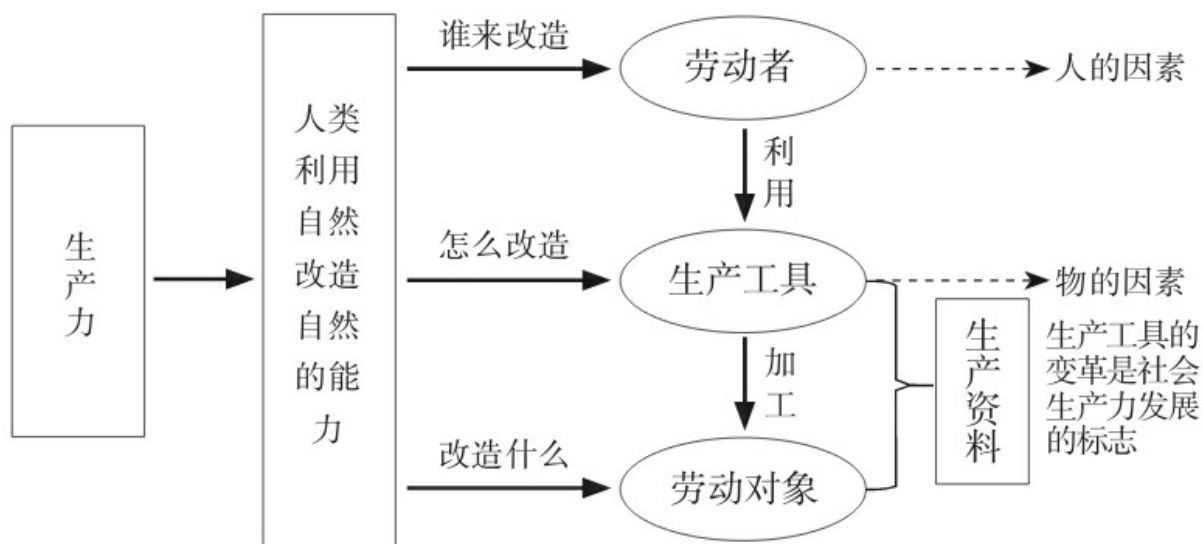 生产力
人类利用自然改造自然的能力
谁来改造
劳动者
人的因素
利用
怎么改造
生产工具
物的因素
加工
改造什么
劳动对象
生产资料
生产工具的
变革是社会
生产力发展
的标志